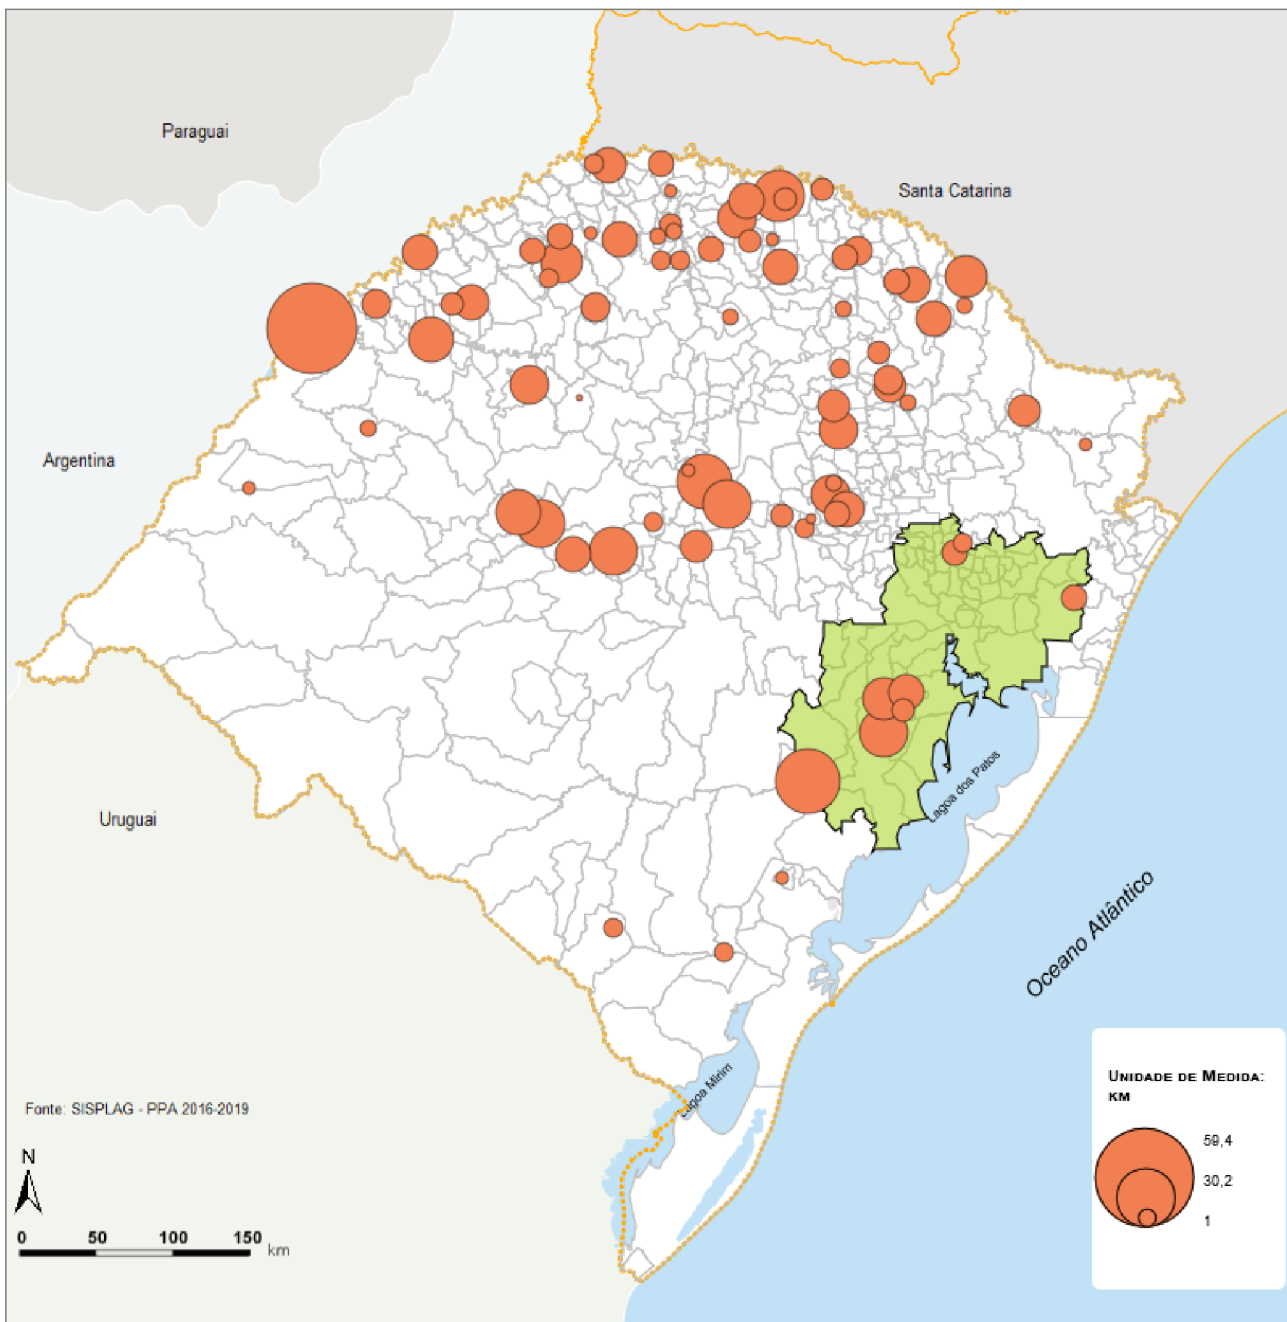 Paraguai
Santa Catarina
Argentina
Uruguai
Lagoa dos Patos
Oceano Atlântico
Lagoa Mirim
Fonte: SISPLAG - PPA 2016-2019
N
0 50 100 150 km
UNIDADE DE MEDIDA:
KM
59,4
30,2
1